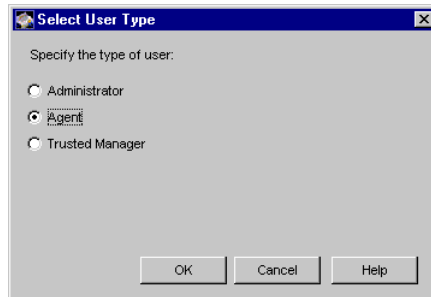 Select User Type
Specify the type of user:
Administrator
Agent
Trusted Manager
OK Cancel Help